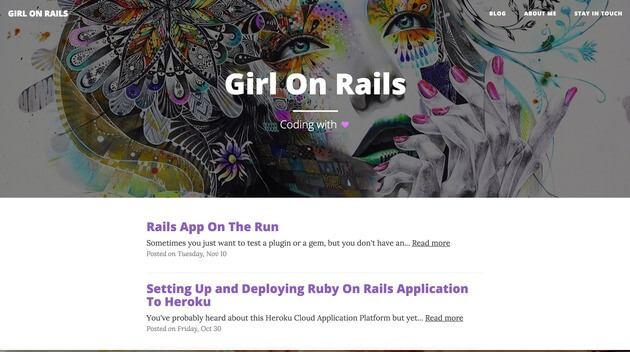 GIRL ON RAILS
BLOG ABOUT ME STAY IN TOUCH
Girl On Rails
Coding with
Rails App On The Run
Sometimes you just want to test a plugin or a gem, but you don't have an... Read more
Posted on Tuesday, Nov 10
Setting Up and Deploying Ruby On Rails Application
To Heroku
You've probably heard about this Heroku Cloud Application Platform but yet... Read more
Posted on Friday, Oct 30